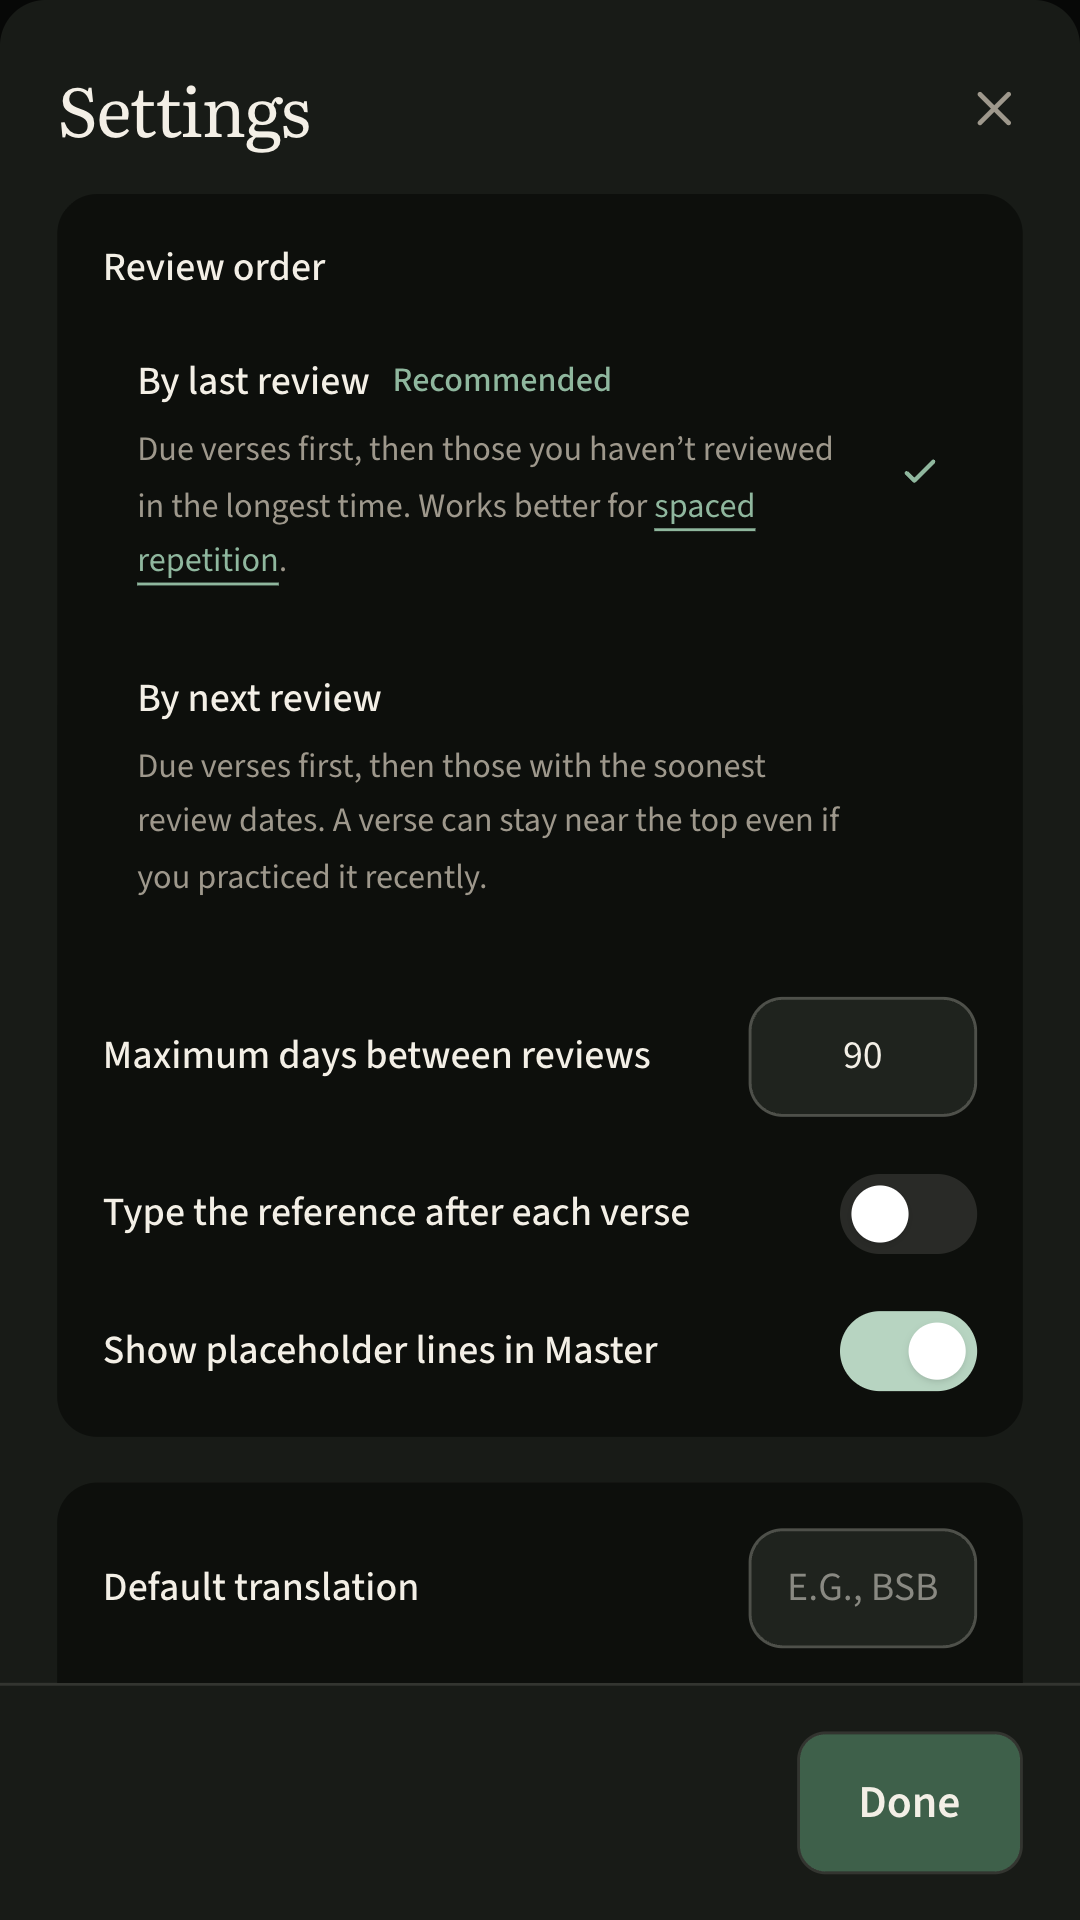 Settings
Review order
By last review Recommended
Due verses first, then those you haven’t reviewed
in the longest time. Works better for spaced
repetition.
By next review
Due verses first, then those with the soonest
review dates. A verse can stay near the top even if
you practiced it recently.
Maximum days between reviews 90
Type the reference after each verse
Show placeholder lines in Master
Default translation E.G., BSB
Done